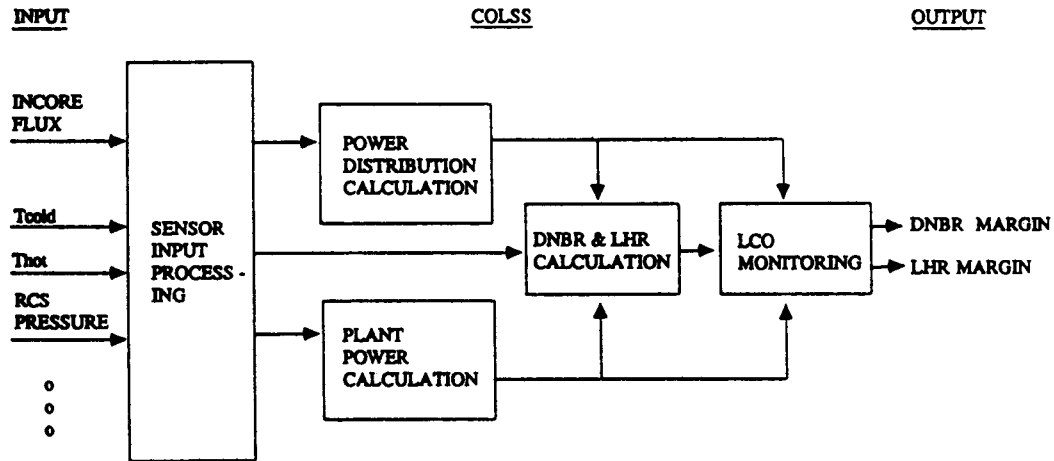 INPUT
COLSS
OUTPUT
INCORE
FLUX
Tcold
Thot
RCS
PRESSURE
o
o
o
SENSOR
INPUT
PROCESS -
ING
POWER
DISTRIBUTION
CALCULATION
PLANT
POWER
CALCULATION
DNBR & LHR
CALCULATION
LCO
MONITORING
DNBR MARGIN
LHR MARGIN